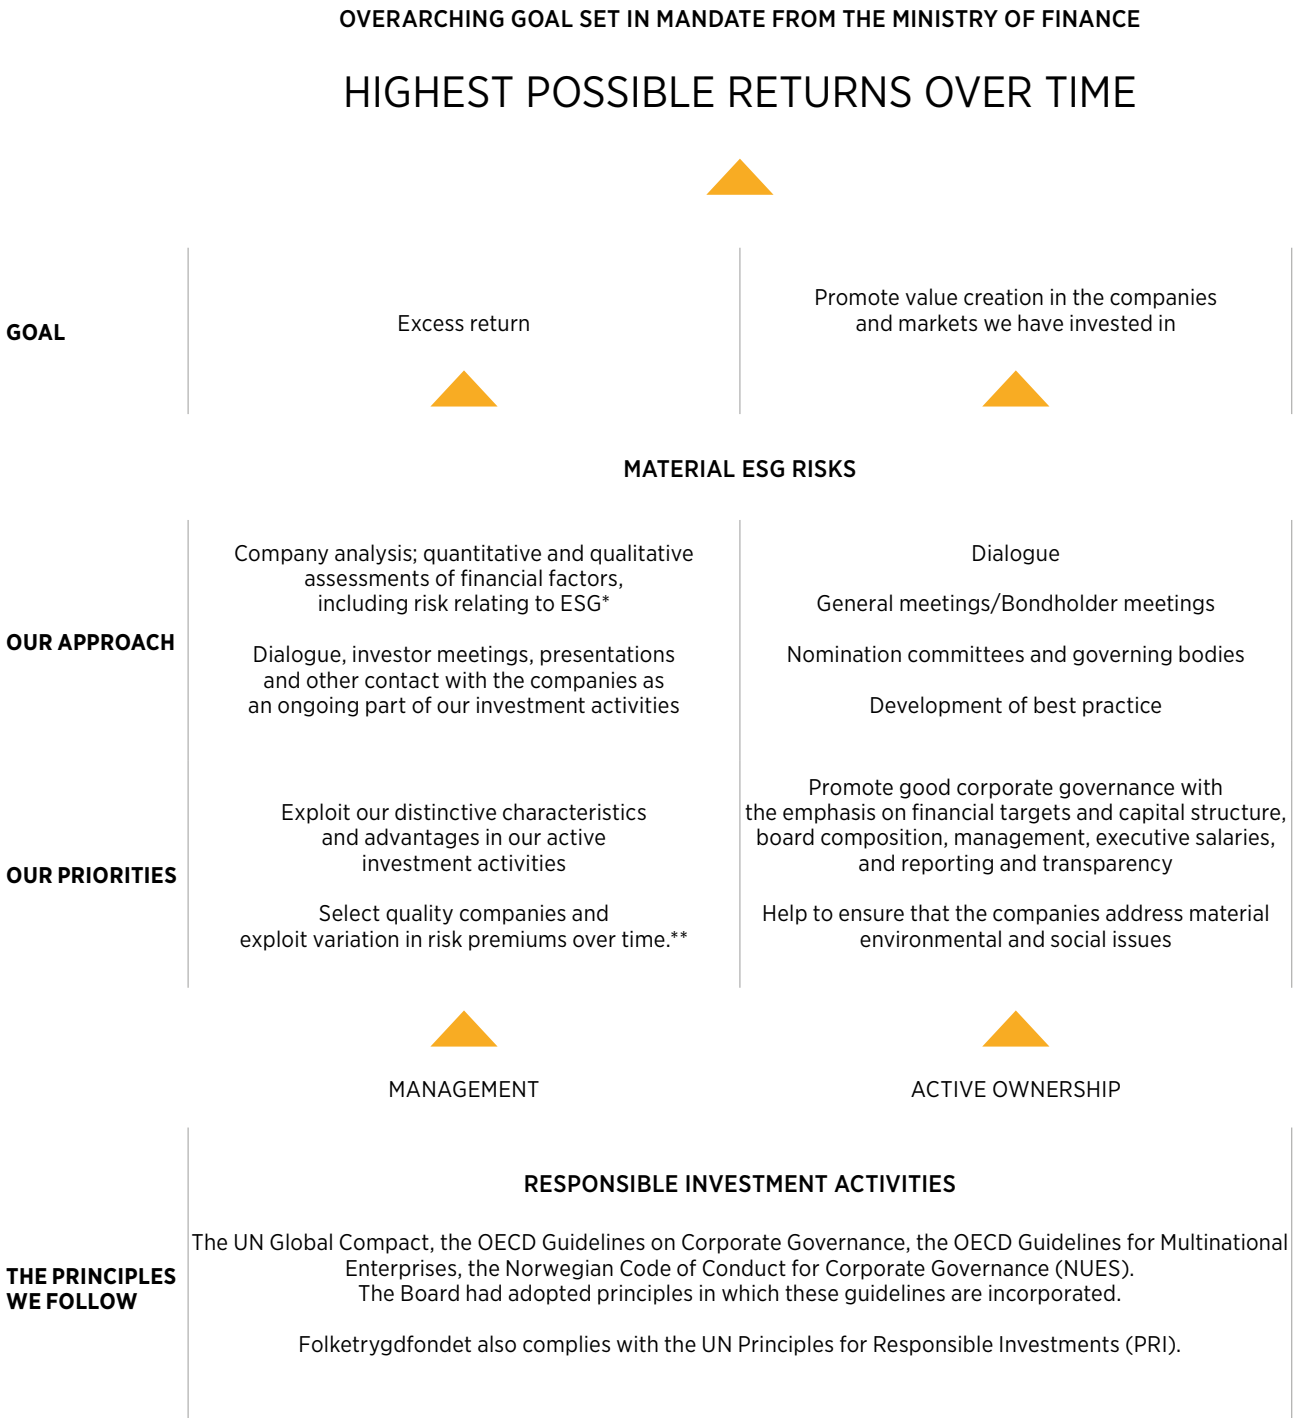 OVERARCHING GOAL SET IN MANDATE FROM THE MINISTRY OF FINANCE
HIGHEST POSSIBLE RETURNS OVER TIME
GOAL
Excess return
Promote value creation in the companies
and markets we have invested in
MATERIAL ESG RISKS
OUR APPROACH
Company analysis; quantitative and qualitative
assessments of financial factors,
including risk relating to ESG*
Dialogue, investor meetings, presentations
and other contact with the companies as
an ongoing part of our investment activities
Dialogue
General meetings/Bondholder meetings
Nomination committees and governing bodies
Development of best practice
OUR PRIORITIES
Exploit our distinctive characteristics
and advantages in our active
investment activities
Select quality companies and
exploit variation in risk premiums over time.**
Promote good corporate governance with
the emphasis on financial targets and capital structure,
board composition, management, executive salaries,
and reporting and transparency
Help to ensure that the companies address material
environmental and social issues
MANAGEMENT
ACTIVE OWNERSHIP
THE PRINCIPLES
WE FOLLOW
RESPONSIBLE INVESTMENT ACTIVITIES
The UN Global Compact, the OECD Guidelines on Corporate Governance, the OECD Guidelines for Multinational
Enterprises, the Norwegian Code of Conduct for Corporate Governance (NUES).
The Board had adopted principles in which these guidelines are incorporated.
Folketrygdfondet also complies with the UN Principles for Responsible Investments (PRI).